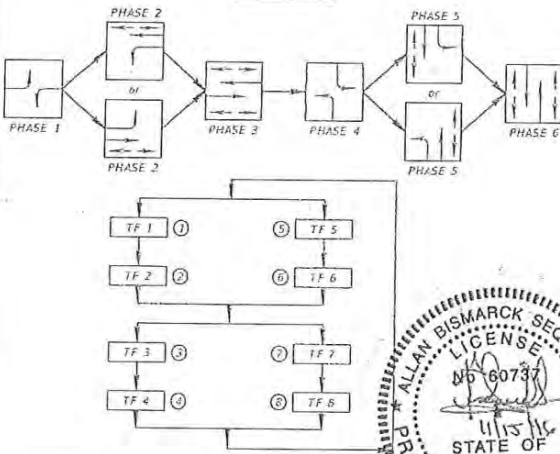 PHASE 2
PHASE 5
or
or
PHASE 1
PHASE 2
PHASE 3
PHASE 4
PHASE 5
PHASE 6
TF 1 ① ⑤ TF 5
TF 2 ② ⑥ TF 6
TF 3 ③ ⑦ TF 7
TF 4 ④ ⑧ TF 8
ALLAN BISMARCK
LICENSE
No 60737
STATE OF